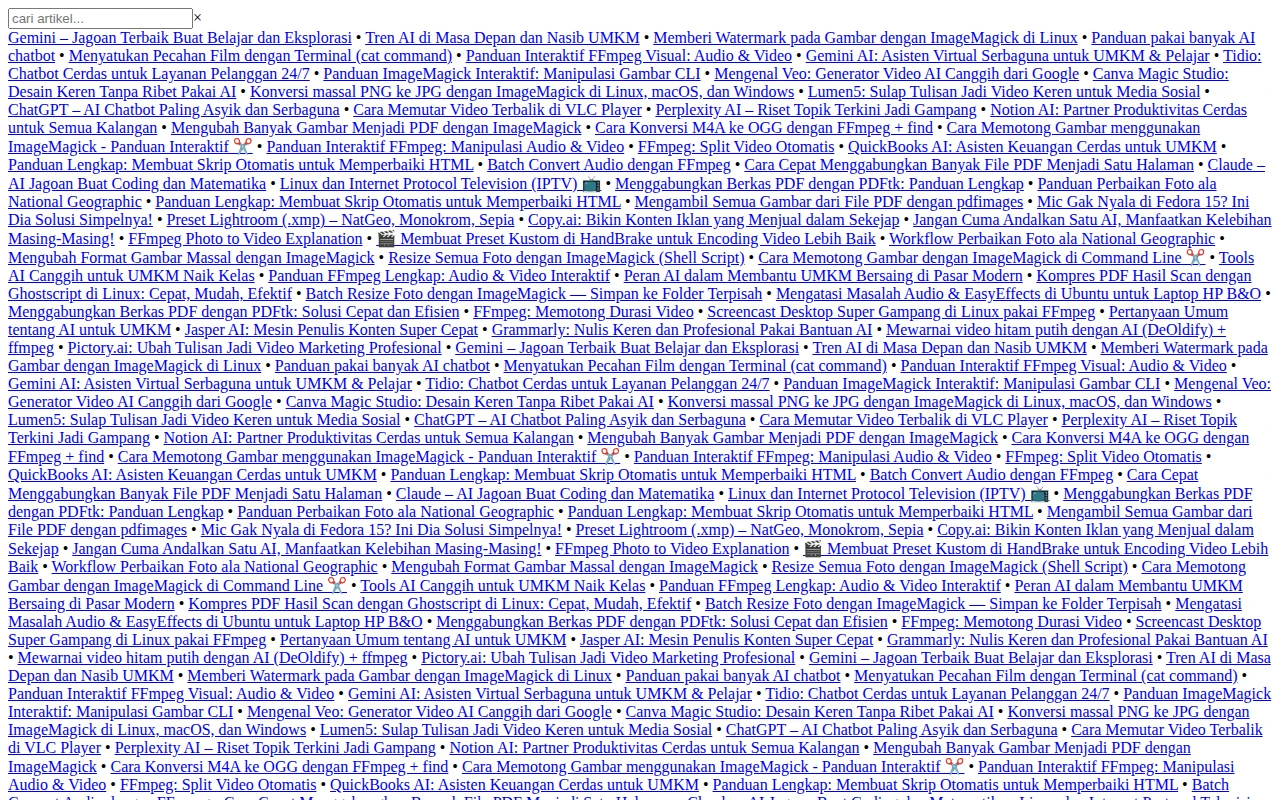 cari artikel...×
Gemini – Jagoan Terbaik Buat Belajar dan Eksplorasi • Tren AI di Masa Depan dan Nasib UMKM • Memberi Watermark pada Gambar dengan ImageMagick di Linux • Panduan pakai banyak AI
chatbot • Menyatukan Pecahan Film dengan Terminal (cat command) • Panduan Interaktif FFmpeg Visual: Audio & Video • Gemini AI: Asisten Virtual Serbaguna untuk UMKM & Pelajar • Tidio:
Chatbot Cerdas untuk Layanan Pelanggan 24/7 • Panduan ImageMagick Interaktif: Manipulasi Gambar CLI • Mengenal Veo: Generator Video AI Canggih dari Google • Canva Magic Studio:
Desain Keren Tanpa Ribet Pakai AI • Konversi massal PNG ke JPG dengan ImageMagick di Linux, macOS, dan Windows • Lumen5: Sulap Tulisan Jadi Video Keren untuk Media Sosial •
ChatGPT – AI Chatbot Paling Asyik dan Serbaguna • Cara Memutar Video Terbalik di VLC Player • Perplexity AI – Riset Topik Terkini Jadi Gampang • Notion AI: Partner Produktivitas Cerdas
untuk Semua Kalangan • Mengubah Banyak Gambar Menjadi PDF dengan ImageMagick • Cara Konversi M4A ke OGG dengan FFmpeg + find • Cara Memotong Gambar menggunakan
ImageMagick - Panduan Interaktif ✂️ • Panduan Interaktif FFmpeg: Manipulasi Audio & Video • FFmpeg: Split Video Otomatis • QuickBooks AI: Asisten Keuangan Cerdas untuk UMKM •
Panduan Lengkap: Membuat Skrip Otomatis untuk Memperbaiki HTML • Batch Convert Audio dengan FFmpeg • Cara Cepat Menggabungkan Banyak File PDF Menjadi Satu Halaman • Claude –
AI Jagoan Buat Coding dan Matematika • Linux dan Internet Protocol Television (IPTV) 📺 • Menggabungkan Berkas PDF dengan PDFtk: Panduan Lengkap • Panduan Perbaikan Foto ala
National Geographic • Panduan Lengkap: Membuat Skrip Otomatis untuk Memperbaiki HTML • Mengambil Semua Gambar dari File PDF dengan pdfimages • Mic Gak Nyala di Fedora 15? Ini
Dia Solusi Simpelnya! • Preset Lightroom (.xmp) – NatGeo, Monokrom, Sepia • Copy.ai: Bikin Konten Iklan yang Menjual dalam Sekejap • Jangan Cuma Andalkan Satu AI, Manfaatkan Kelebihan
Masing-Masing! • FFmpeg Photo to Video Explanation • 🎬 Membuat Preset Kustom di HandBrake untuk Encoding Video Lebih Baik • Workflow Perbaikan Foto ala National Geographic •
Mengubah Format Gambar Massal dengan ImageMagick • Resize Semua Foto dengan ImageMagick (Shell Script) • Cara Memotong Gambar dengan ImageMagick di Command Line ✂️ • Tools
AI Canggih untuk UMKM Naik Kelas • Panduan FFmpeg Lengkap: Audio & Video Interaktif • Peran AI dalam Membantu UMKM Bersaing di Pasar Modern • Kompres PDF Hasil Scan dengan
Ghostscript di Linux: Cepat, Mudah, Efektif • Batch Resize Foto dengan ImageMagick — Simpan ke Folder Terpisah • Mengatasi Masalah Audio & EasyEffects di Ubuntu untuk Laptop HP B&O •
Menggabungkan Berkas PDF dengan PDFtk: Solusi Cepat dan Efisien • FFmpeg: Memotong Durasi Video • Screencast Desktop Super Gampang di Linux pakai FFmpeg • Pertanyaan Umum
tentang AI untuk UMKM • Jasper AI: Mesin Penulis Konten Super Cepat • Grammarly: Nulis Keren dan Profesional Pakai Bantuan AI • Mewarnai video hitam putih dengan AI (DeOldify) +
ffmpeg • Pictory.ai: Ubah Tulisan Jadi Video Marketing Profesional • Gemini – Jagoan Terbaik Buat Belajar dan Eksplorasi • Tren AI di Masa Depan dan Nasib UMKM • Memberi Watermark pada
Gambar dengan ImageMagick di Linux • Panduan pakai banyak AI chatbot • Menyatukan Pecahan Film dengan Terminal (cat command) • Panduan Interaktif FFmpeg Visual: Audio & Video •
Gemini AI: Asisten Virtual Serbaguna untuk UMKM & Pelajar • Tidio: Chatbot Cerdas untuk Layanan Pelanggan 24/7 • Panduan ImageMagick Interaktif: Manipulasi Gambar CLI • Mengenal Veo:
Generator Video AI Canggih dari Google • Canva Magic Studio: Desain Keren Tanpa Ribet Pakai AI • Konversi massal PNG ke JPG dengan ImageMagick di Linux, macOS, dan Windows •
Lumen5: Sulap Tulisan Jadi Video Keren untuk Media Sosial • ChatGPT – AI Chatbot Paling Asyik dan Serbaguna • Cara Memutar Video Terbalik di VLC Player • Perplexity AI – Riset Topik
Terkini Jadi Gampang • Notion AI: Partner Produktivitas Cerdas untuk Semua Kalangan • Mengubah Banyak Gambar Menjadi PDF dengan ImageMagick • Cara Konversi M4A ke OGG dengan
FFmpeg + find • Cara Memotong Gambar menggunakan ImageMagick - Panduan Interaktif ✂️ • Panduan Interaktif FFmpeg: Manipulasi Audio & Video • FFmpeg: Split Video Otomatis •
QuickBooks AI: Asisten Keuangan Cerdas untuk UMKM • Panduan Lengkap: Membuat Skrip Otomatis untuk Memperbaiki HTML • Batch Convert Audio dengan FFmpeg • Cara Cepat
Menggabungkan Banyak File PDF Menjadi Satu Halaman • Claude – AI Jagoan Buat Coding dan Matematika • Linux dan Internet Protocol Television (IPTV) 📺 • Menggabungkan Berkas PDF
dengan PDFtk: Panduan Lengkap • Panduan Perbaikan Foto ala National Geographic • Panduan Lengkap: Membuat Skrip Otomatis untuk Memperbaiki HTML • Mengambil Semua Gambar dari
File PDF dengan pdfimages • Mic Gak Nyala di Fedora 15? Ini Dia Solusi Simpelnya! • Preset Lightroom (.xmp) – NatGeo, Monokrom, Sepia • Copy.ai: Bikin Konten Iklan yang Menjual dalam
Sekejap • Jangan Cuma Andalkan Satu AI, Manfaatkan Kelebihan Masing-Masing! • FFmpeg Photo to Video Explanation • 🎬 Membuat Preset Kustom di HandBrake untuk Encoding Video Lebih
Baik • Workflow Perbaikan Foto ala National Geographic • Mengubah Format Gambar Massal dengan ImageMagick • Resize Semua Foto dengan ImageMagick (Shell Script) • Cara Memotong
Gambar dengan ImageMagick di Command Line ✂️ • Tools AI Canggih untuk UMKM Naik Kelas • Panduan FFmpeg Lengkap: Audio & Video Interaktif • Peran AI dalam Membantu UMKM
Bersaing di Pasar Modern • Kompres PDF Hasil Scan dengan Ghostscript di Linux: Cepat, Mudah, Efektif • Batch Resize Foto dengan ImageMagick — Simpan ke Folder Terpisah • Mengatasi
Masalah Audio & EasyEffects di Ubuntu untuk Laptop HP B&O • Menggabungkan Berkas PDF dengan PDFtk: Solusi Cepat dan Efisien • FFmpeg: Memotong Durasi Video • Screencast Desktop
Super Gampang di Linux pakai FFmpeg • Pertanyaan Umum tentang AI untuk UMKM • Jasper AI: Mesin Penulis Konten Super Cepat • Grammarly: Nulis Keren dan Profesional Pakai Bantuan AI
• Mewarnai video hitam putih dengan AI (DeOldify) + ffmpeg • Pictory.ai: Ubah Tulisan Jadi Video Marketing Profesional • Gemini – Jagoan Terbaik Buat Belajar dan Eksplorasi • Tren AI di Masa
Depan dan Nasib UMKM • Memberi Watermark pada Gambar dengan ImageMagick di Linux • Panduan pakai banyak AI chatbot • Menyatukan Pecahan Film dengan Terminal (cat command) •
Panduan Interaktif FFmpeg Visual: Audio & Video • Gemini AI: Asisten Virtual Serbaguna untuk UMKM & Pelajar • Tidio: Chatbot Cerdas untuk Layanan Pelanggan 24/7 • Panduan ImageMagick
Interaktif: Manipulasi Gambar CLI • Mengenal Veo: Generator Video AI Canggih dari Google • Canva Magic Studio: Desain Keren Tanpa Ribet Pakai AI • Konversi massal PNG ke JPG dengan
ImageMagick di Linux, macOS, dan Windows • Lumen5: Sulap Tulisan Jadi Video Keren untuk Media Sosial • ChatGPT – AI Chatbot Paling Asyik dan Serbaguna • Cara Memutar Video Terbalik
di VLC Player • Perplexity AI – Riset Topik Terkini Jadi Gampang • Notion AI: Partner Produktivitas Cerdas untuk Semua Kalangan • Mengubah Banyak Gambar Menjadi PDF dengan
ImageMagick • Cara Konversi M4A ke OGG dengan FFmpeg + find • Cara Memotong Gambar menggunakan ImageMagick - Panduan Interaktif ✂️ • Panduan Interaktif FFmpeg: Manipulasi
Audio & Video • FFmpeg: Split Video Otomatis • QuickBooks AI: Asisten Keuangan Cerdas untuk UMKM • Panduan Lengkap: Membuat Skrip Otomatis untuk Memperbaiki HTML • Batch